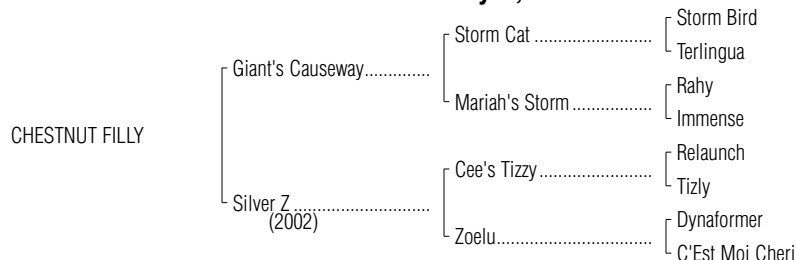 Storm Bird
Storm Cat ....................
Terlingua
Giant's Causeway..............
Rahy
Mariah's Storm ..................
Immense
CHESTNUT FILLY
Relaunch
Cee's Tizzy.........................
Tizly
Silver Z ..............................
(2002)
Dynaformer
Zoelu..................................
C'Est Moi Cheri